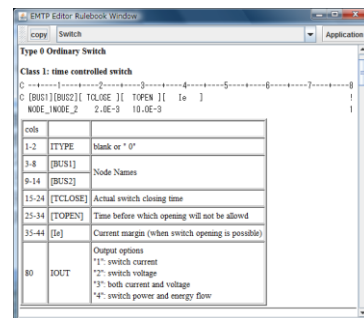 EMTP Editor Rulebook Window
copy Switch Application
Type 0 Ordinary Switch
Class 1: time controlled switch
C --+----1----+----2----+----3----+----4----+----5----+----6----+----7----+----8
C [BUS1][BUS2][ TCLOSE ][ TOPEN ][ Ie ] !
NODE_1NODE_2 2.0E-3 10.0E-3 1
cols
1-2 ITYPE blank or " 0"
3-8 [BUS1] Node Names
9-14 [BUS2]
15-24 [TCLOSE] Actual switch closing time
25-34 [TOPEN] Time before which opening will not be allowd
35-44 [Ie] Current margin (when switch opening is possible)
80 IOUT Output options
"1": switch current
"2": switch voltage
"3": both current and voltage
"4": switch power and energy flow